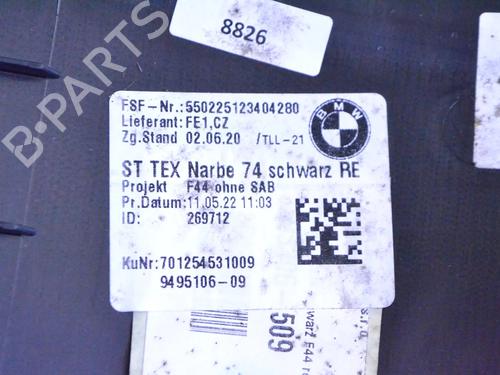 8826
B-PARTS
FSF-Nr.:550225123404280
Lieferant:FE1,CZ
Zg.Stand 02.06.20 /TLL-21
BMW
ST TEX Narbe 74 schwarz RE
Projekt F44 ohne SAB
Pr.Datum:11.05.22 11:03
ID: 269712
KuNr:701254531009
9495106-09
509